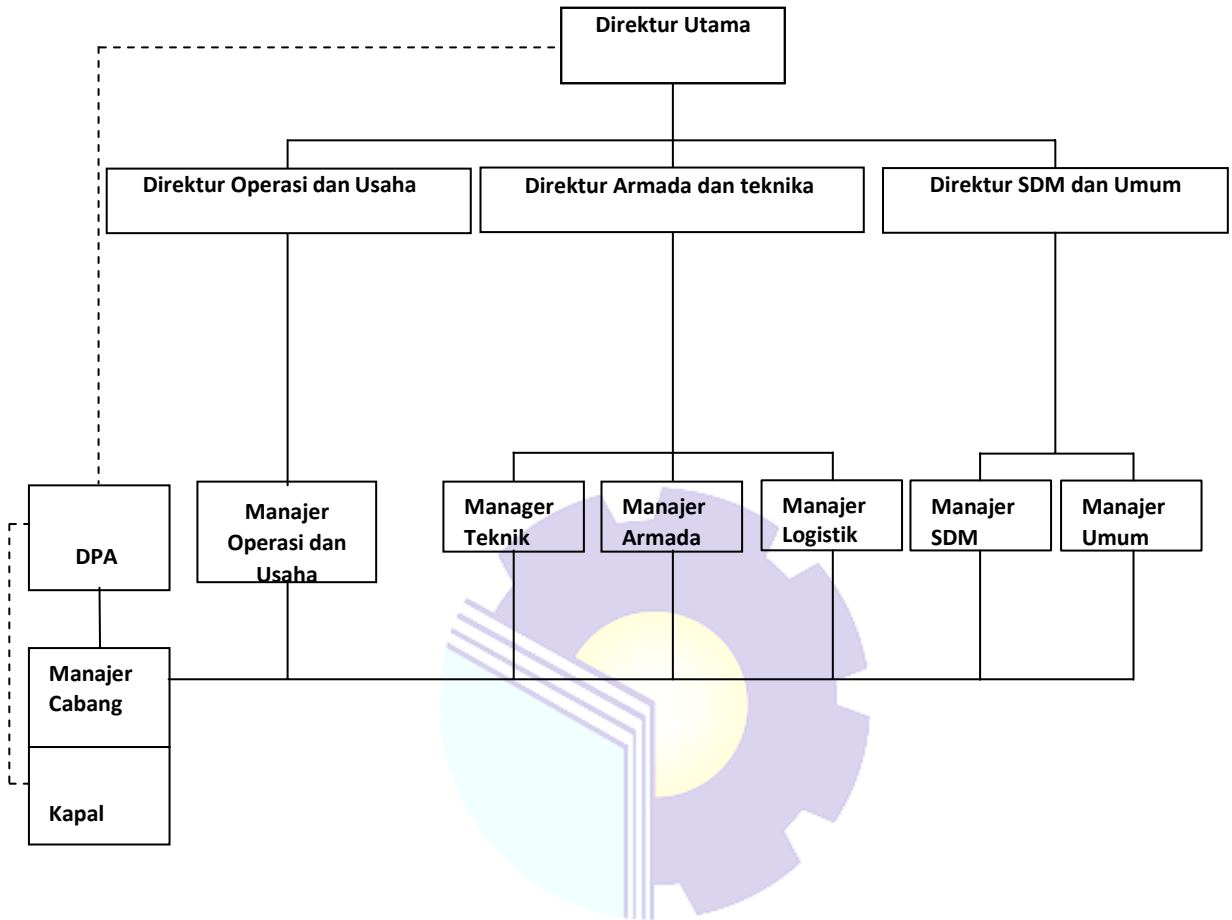 Direktur Utama
Direktur Operasi dan Usaha
Direktur Armada dan teknika
Direktur SDM dan Umum
DPA
Manajer
Operasi dan
Usaha
Manager
Teknik
Manajer
Armada
Manajer
Logistik
Manajer
SDM
Manajer
Umum
Manajer
Cabang
Kapal